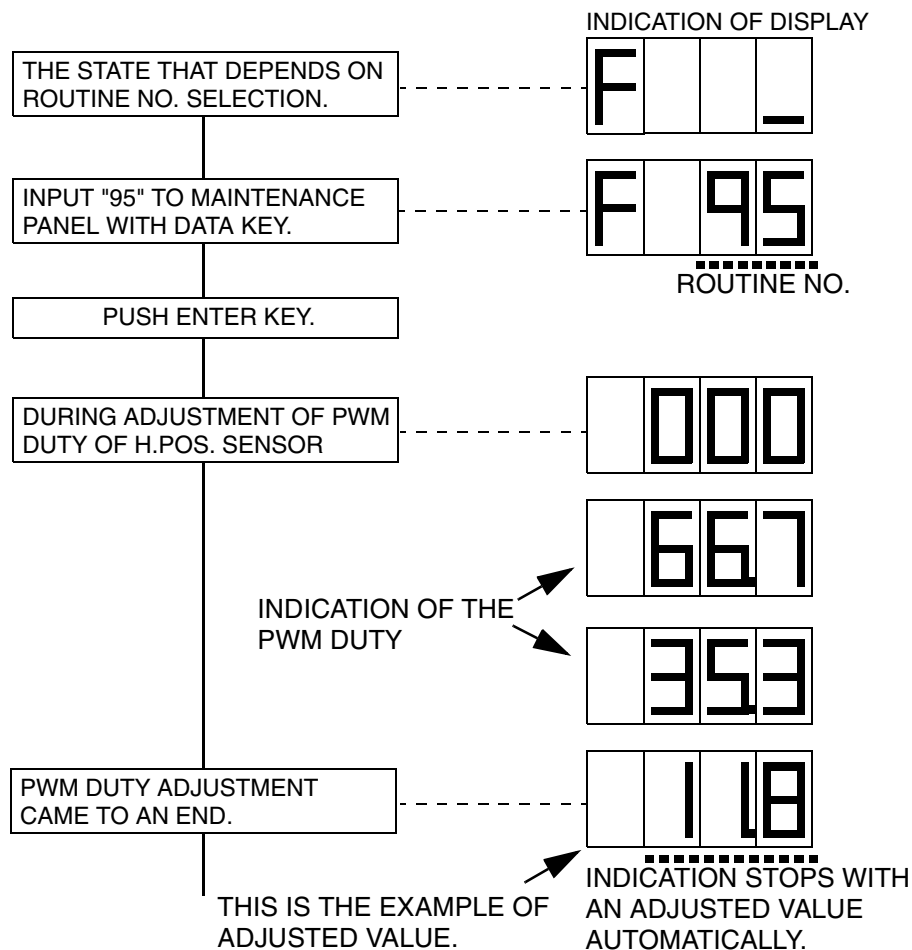 INDICATION OF DISPLAY
THE STATE THAT DEPENDS ON
ROUTINE NO. SELECTION.
F _
INPUT "95" TO MAINTENANCE
PANEL WITH DATA KEY.
F 95
ROUTINE NO.
PUSH ENTER KEY.
DURING ADJUSTMENT OF PWM
DUTY OF H.POS. SENSOR
000
66.7
INDICATION OF THE
PWM DUTY
35.3
PWM DUTY ADJUSTMENT
CAME TO AN END.
11.8
THIS IS THE EXAMPLE OF
ADJUSTED VALUE.
INDICATION STOPS WITH
AN ADJUSTED VALUE
AUTOMATICALLY.